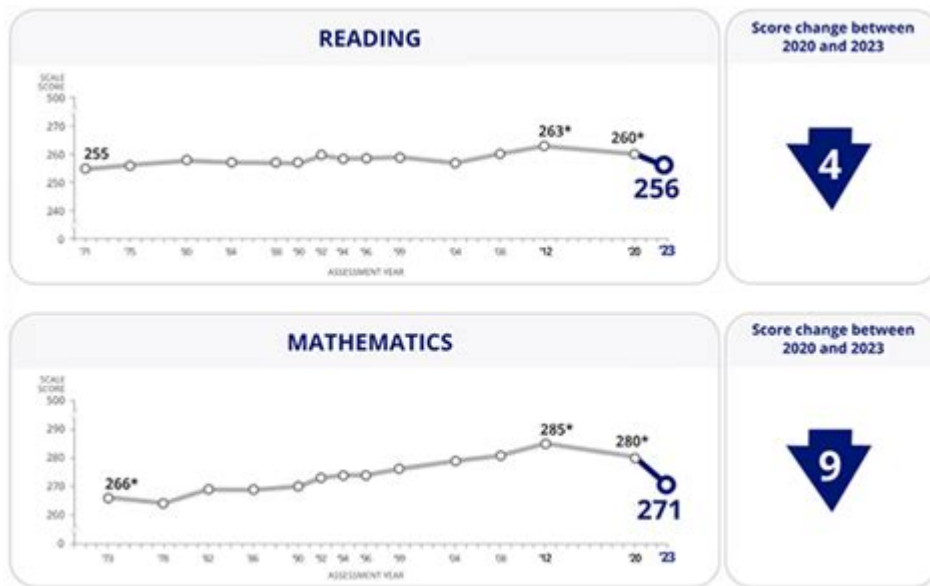 READING
Score change between
2020 and 2023
SCALE
SCORE
500
270
260
250
240
0
255
263*
260*
256
4
'71 '75 '80 '84 '88 '90 '92 '94 '96 '99 '04 '08 '12 '20 '23
ASSESSMENT YEAR
MATHEMATICS
Score change between
2020 and 2023
SCALE
SCORE
500
290
280
270
260
0
266*
285*
280*
271
9
'73 '78 '82 '86 '90 '92 '94 '96 '99 '04 '08 '12 '20 '23
ASSESSMENT YEAR